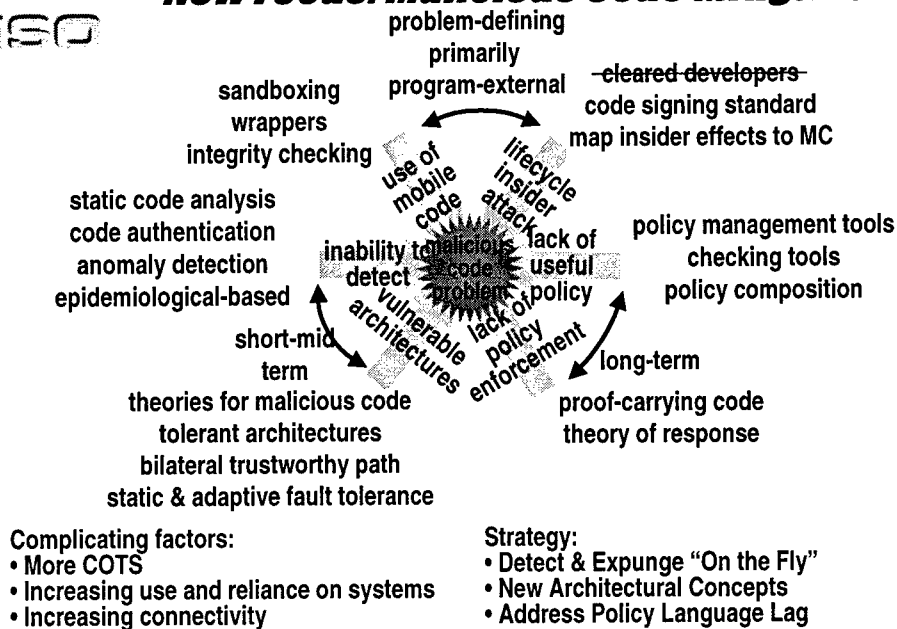 ISO
problem-defining
primarily
program-external
sandboxing
wrappers
integrity checking
cleared developers
code signing standard
map insider effects to MC
use of
mobile
code
lifecycle
insider
attack
static code analysis
code authentication
anomaly detection
epidemiological-based
inability to
detect
malicious
code
problem
lack of
useful
policy
policy management tools
checking tools
policy composition
vulnerable
architectures
lack of
policy
enforcement
short-mid
term
long-term
theories for malicious code
tolerant architectures
bilateral trustworthy path
static & adaptive fault tolerance
proof-carrying code
theory of response
Complicating factors:
• More COTS
• Increasing use and reliance on systems
• Increasing connectivity
Strategy:
• Detect & Expunge “On the Fly”
• New Architectural Concepts
• Address Policy Language Lag